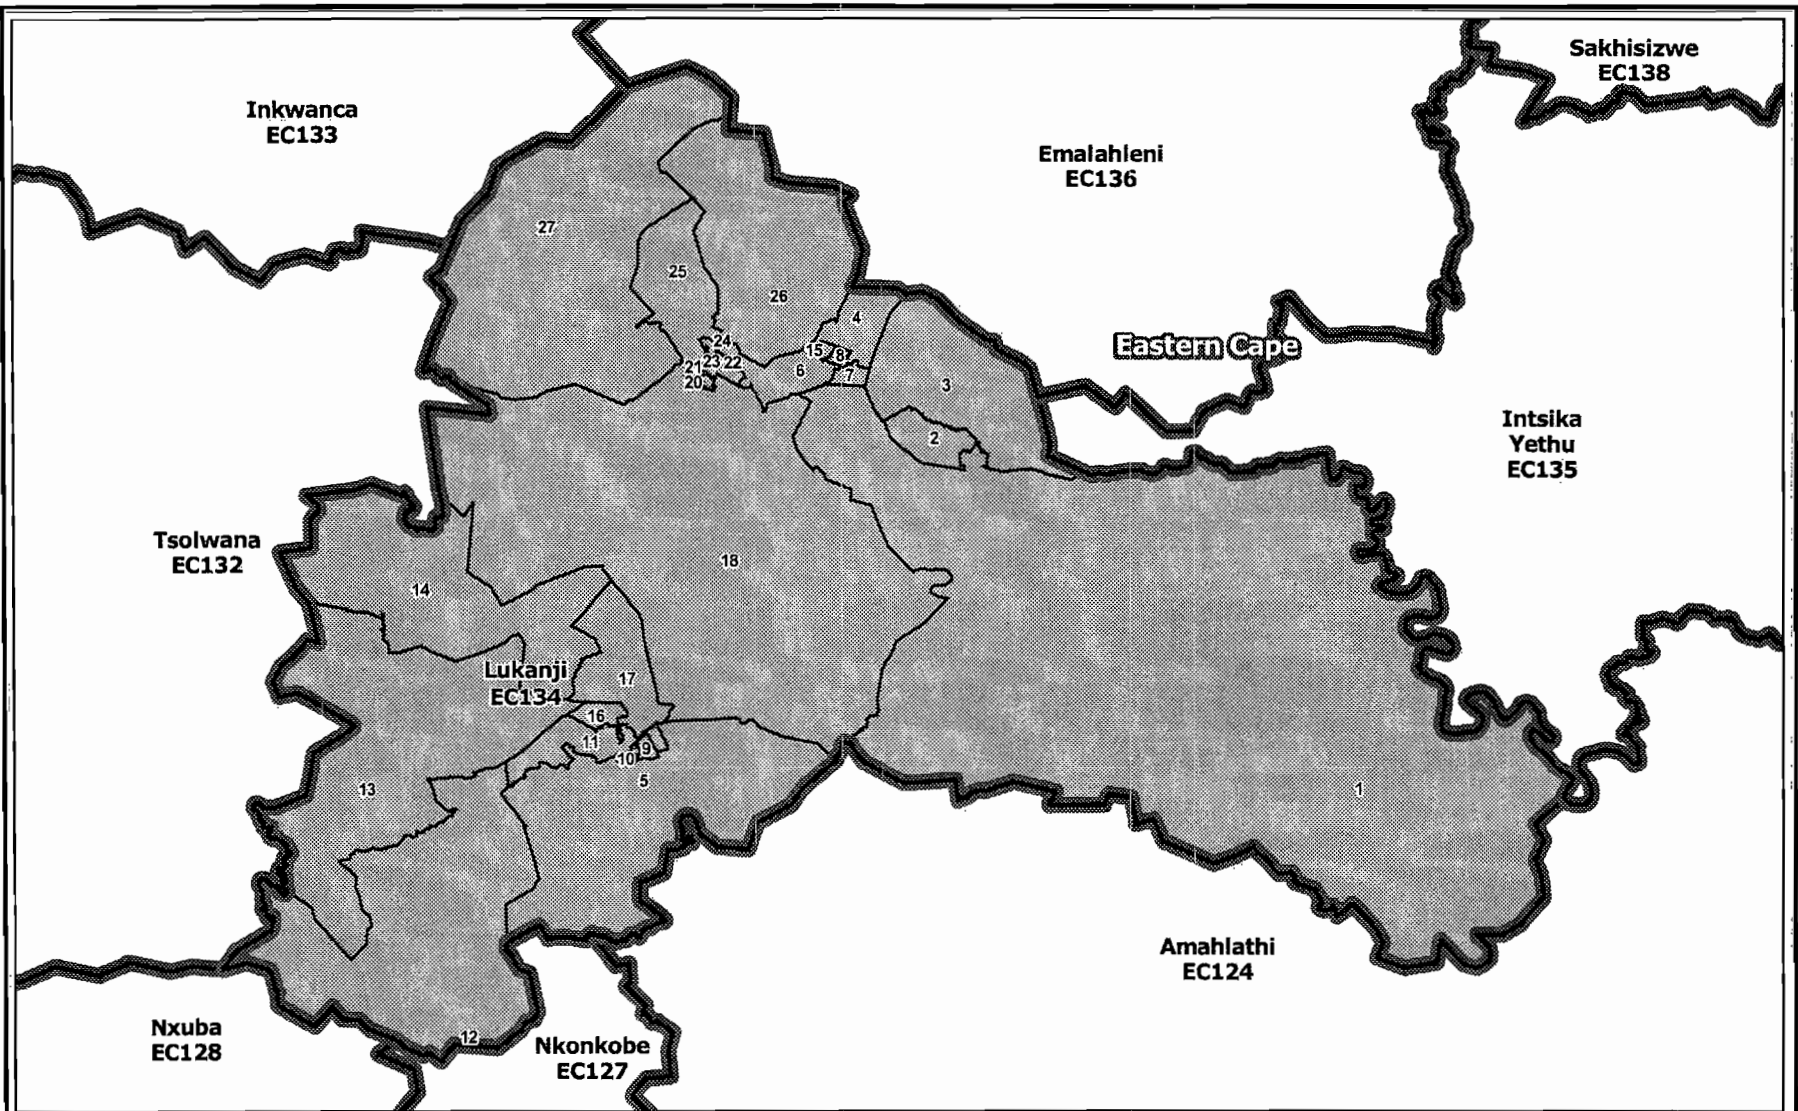 Sakhisizwe
EC138
Inkwanca
EC133
Emalahleni
EC136
27
25
26
4
Eastern Cape
24
15
8
23
22
21
6
7
20
3
2
Intsika
Yethu
EC135
Tsolwana
EC132
18
14
Lukanji
EC134
17
16
11
9
10
5
13
1
Amahlathi
EC124
Nxuba
EC128
12
Nkonkobe
EC127